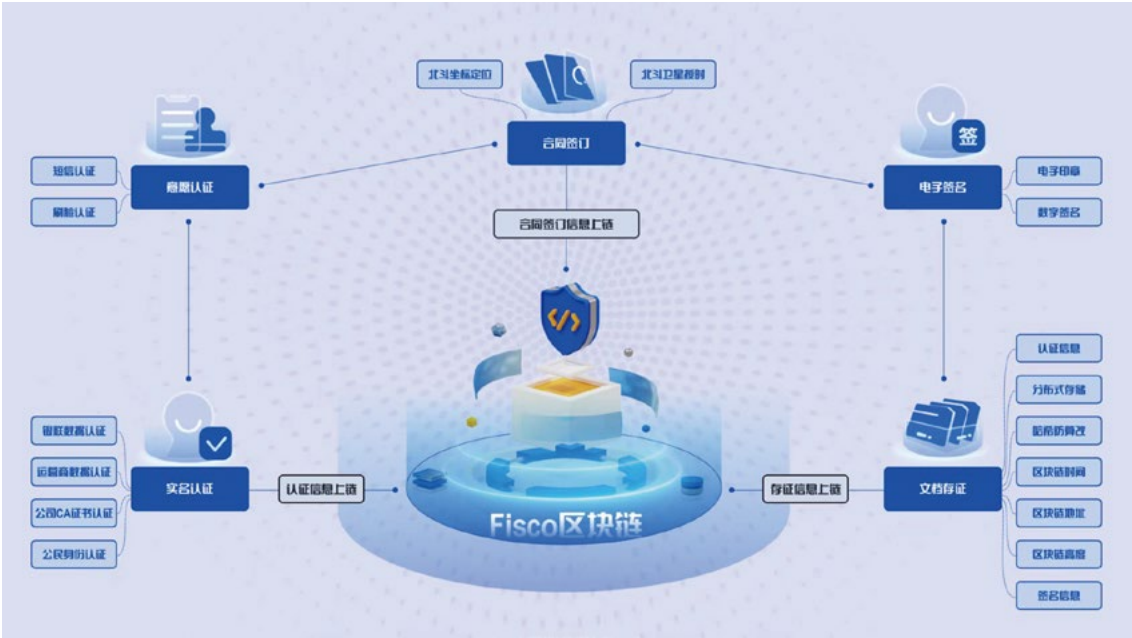 北斗坐标定位
北斗卫星授时
合同签订
签
意愿认证
短信认证
刷脸认证
电子签名
电子印章
数字签名
合同签订信息上链
认证信息
分布式存储
哈希防篡改
区块链时间
区块链地址
区块链高度
签名信息
银联数据认证
运营商数据认证
公司CA证书认证
公民身份认证
实名认证
认证信息上链
存证信息上链
文档存证
Fisco区块链